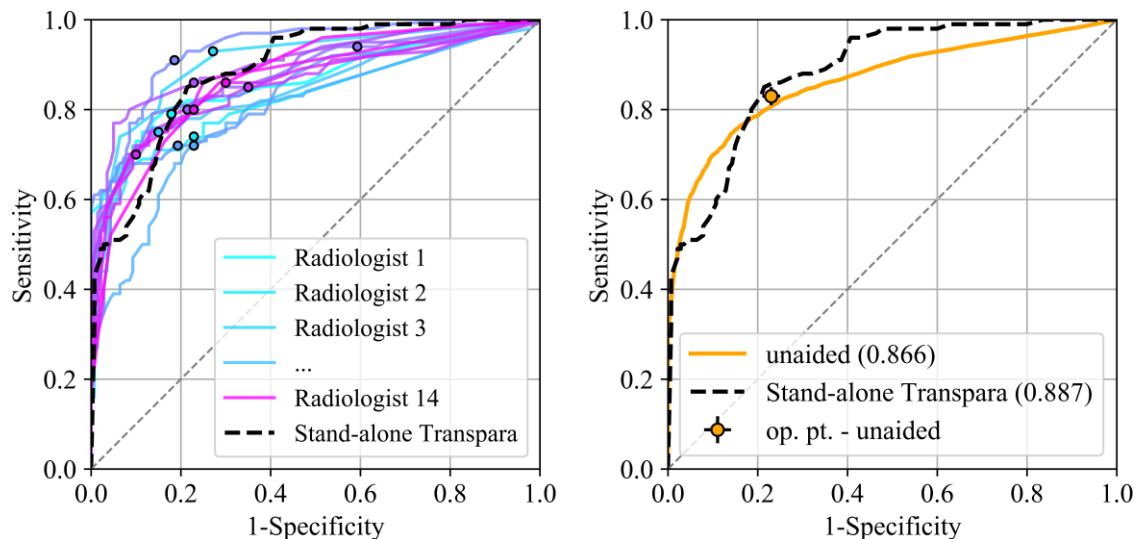 1.0
0.8
0.6
0.4
0.2
0.0
Sensitivity
Radiologist 1
Radiologist 2
Radiologist 3
...
Radiologist 14
Stand-alone Transpara
0.0 0.2 0.4 0.6 0.8 1.0
1-Specificity
1.0
0.8
0.6
0.4
0.2
0.0
Sensitivity
unaided (0.866)
Stand-alone Transpara (0.887)
op. pt. - unaided
0.0 0.2 0.4 0.6 0.8 1.0
1-Specificity